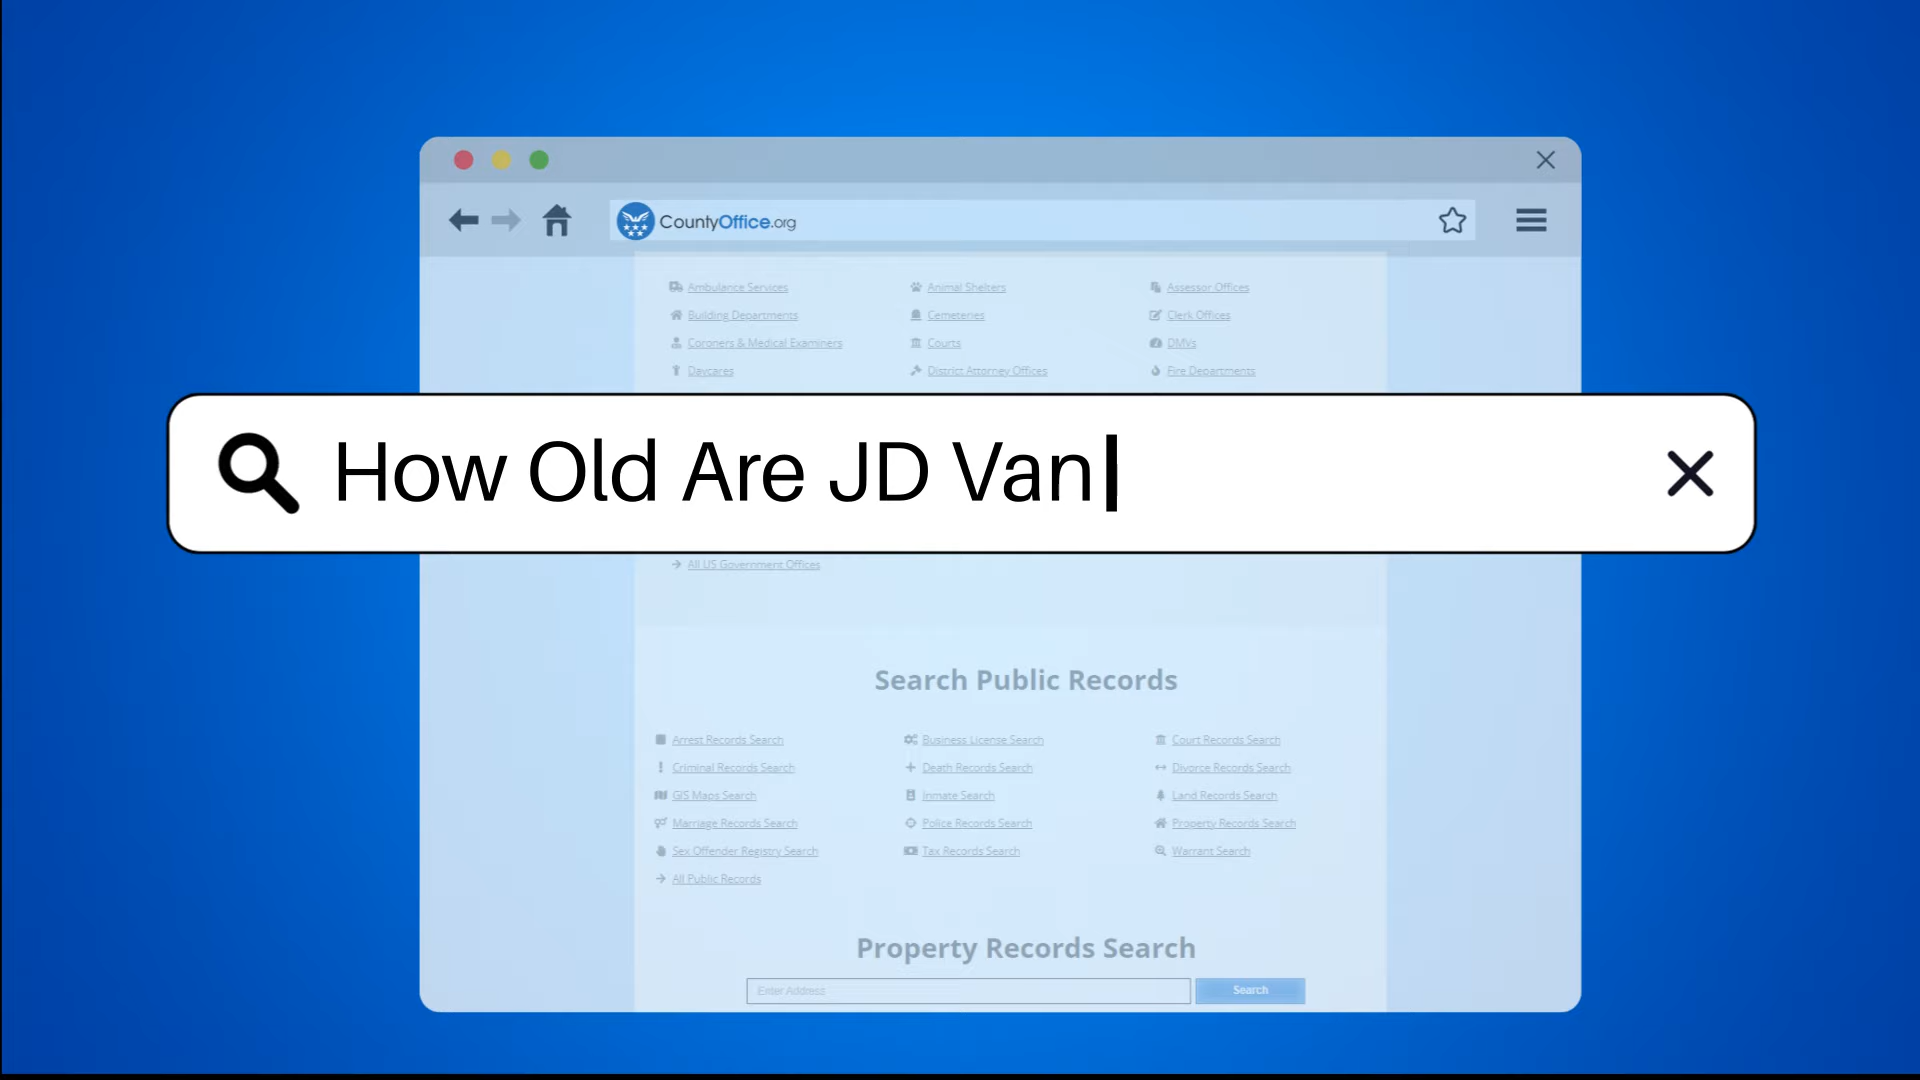 CountyOffice.org
Ambulance Services Animal Shelters Assessor Offices
Building Departments Cemeteries Clerk Offices
Coroners & Medical Examiners Courts DMVs
Daycares District Attorney Offices Fire Departments
How Old Are JD Van
All US Government Offices
Search Public Records
Arrest Records Search Business License Search Court Records Search
Criminal Records Search Death Records Search Divorce Records Search
GIS Maps Search Inmate Search Land Records Search
Marriage Records Search Police Records Search Property Records Search
Sex Offender Registry Search Tax Records Search Warrant Search
All Public Records
Property Records Search
Enter Address Search